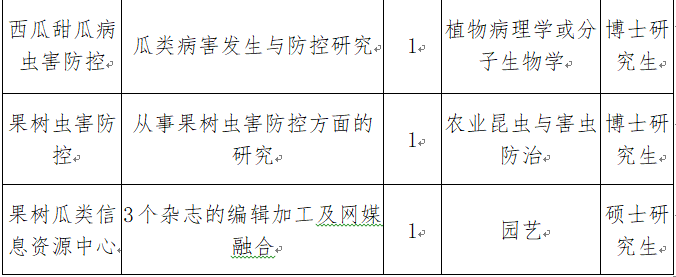 西瓜甜瓜病
虫害防控
瓜类病害发生与防控研究
1
植物病理学或分
子生物学
博士研
究生
果树虫害防
控
从事果树虫害防控方面的
研究
1
农业昆虫与害虫
防治
博士研
究生
果树瓜类信
息资源中心
3个杂志的编辑加工及网媒
融合
1
园艺
硕士研
究生